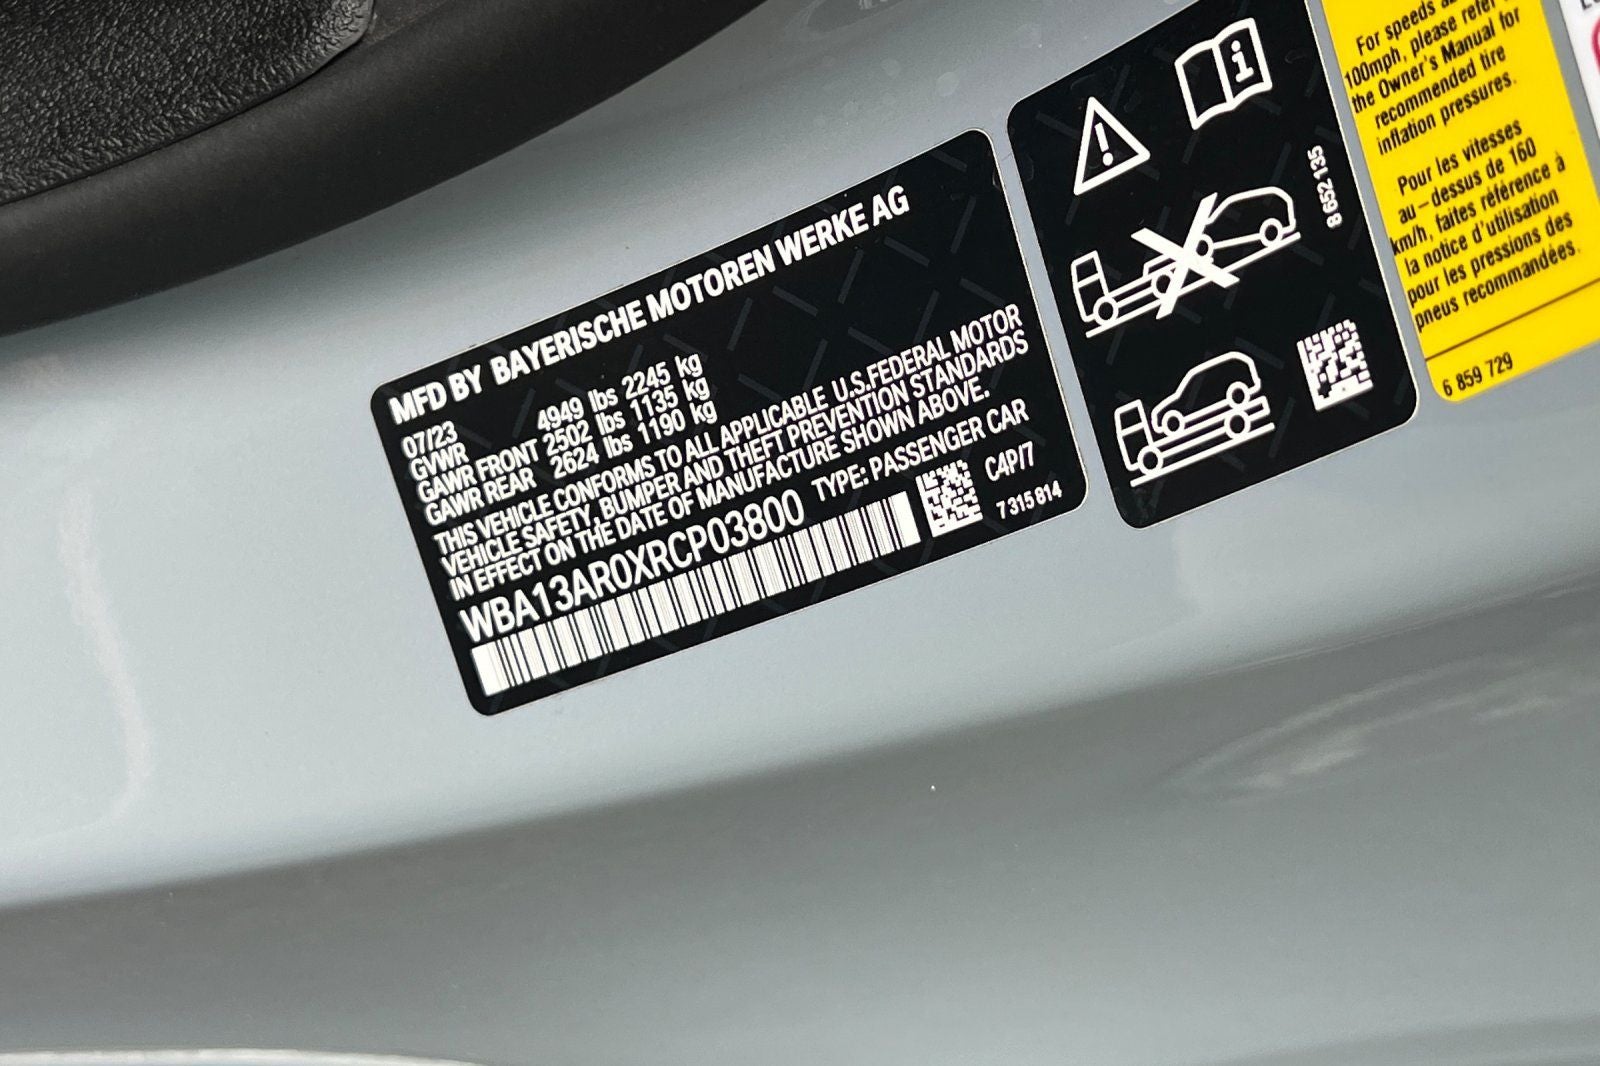 MFD BY BAYERISCHE MOTOREN WERKE AG
07/23
GVWR 4949 lbs 2245 kg
GAWR FRONT 2502 lbs 1135 kg
GAWR REAR 2624 lbs 1190 kg
THIS VEHICLE CONFORMS TO ALL APPLICABLE U.S.FEDERAL MOTOR
VEHICLE SAFETY, BUMPER AND THEFT PREVENTION STANDARDS
IN EFFECT ON THE DATE OF MANUFACTURE SHOWN ABOVE.
WBA13AR0XRCP03800 TYPE: PASSENGER CAR
C4P/7
7 315 814
i
!
8 652 135
For speeds
100mph, please refer
the Owner's Manual for
recommended tire
inflation pressures.
Pour les vitesses
au-dessus de 160
km/h, faites référence à
la notice d'utilisation
pour les pressions des
pneus recommandées.
6 859 729